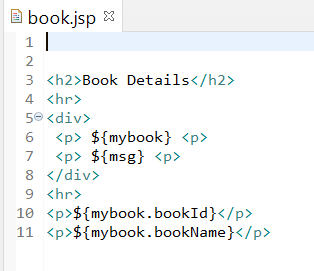 book.jsp
1
2
3 <h2>Book Details</h2>
4 <hr>
5 <div>
6 <p> ${mybook} <p>
7 <p> ${msg} <p>
8 </div>
9 <hr>
10 <p>${mybook.bookId}</p>
11 <p>${mybook.bookName}</p>